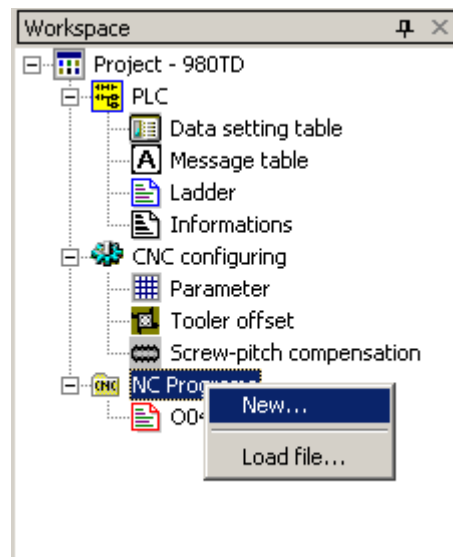 Workspace
Project - 980TD
PLC
Data setting table
A Message table
Ladder
Informations
CNC configuring
Parameter
Tooler offset
Screw-pitch compensation
CNC NC
New...
Load file...